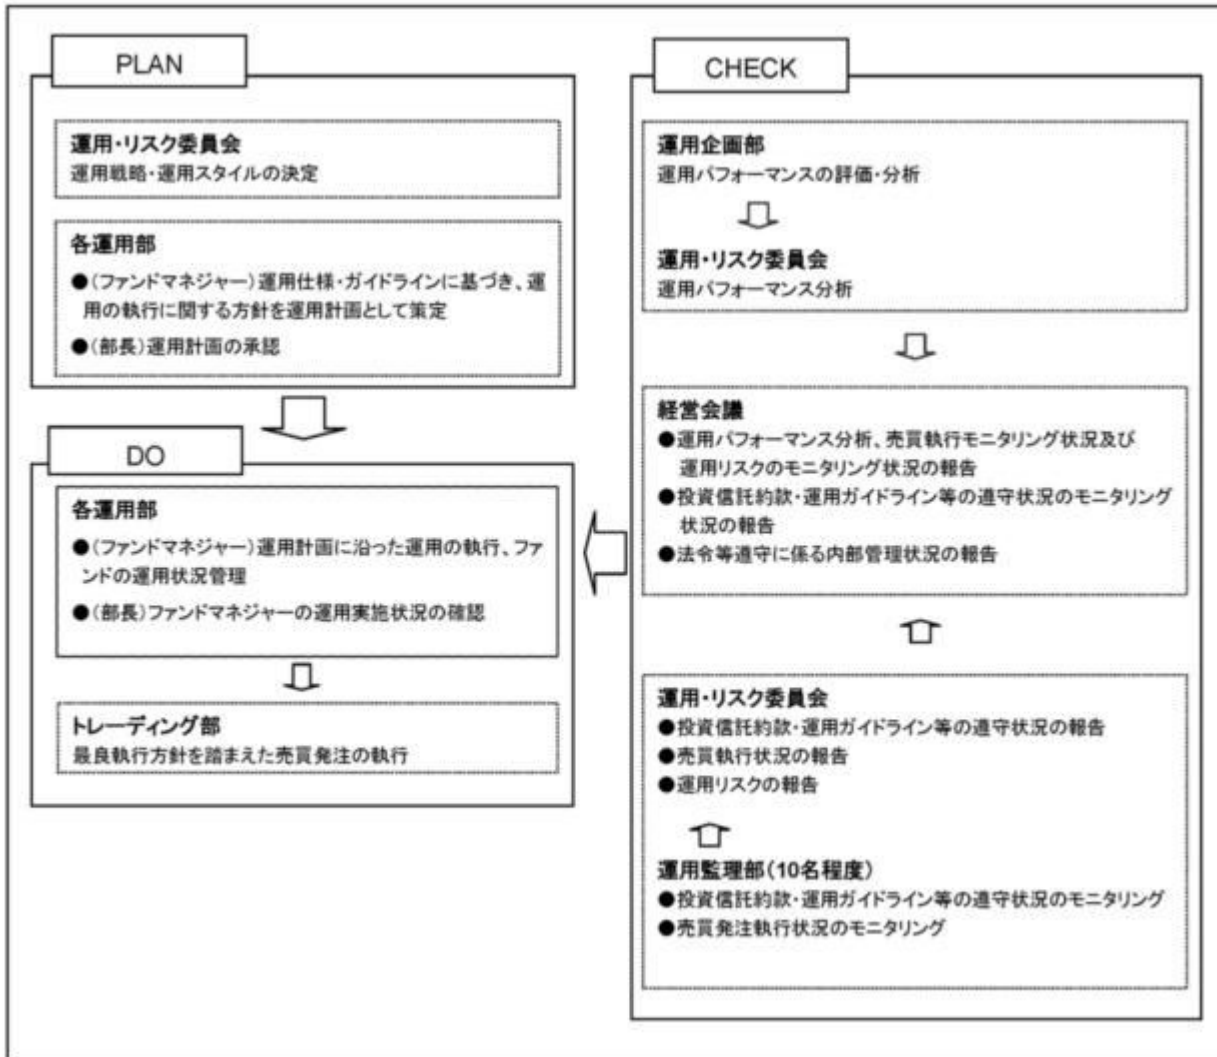 PLAN
運用・リスク委員会
運用戦略・運用スタイルの決定
各運用部
●(ファンドマネジャー)運用仕様・ガイドラインに基づき、運
用の執行に関する方針を運用計画として策定
●(部長)運用計画の承認
DO
各運用部
●(ファンドマネジャー)運用計画に沿った運用の執行、ファ
ンドの運用状況管理
●(部長)ファンドマネジャーの運用実施状況の確認
トレーディング部
最良執行方針を踏まえた売買発注の執行
CHECK
運用企画部
運用パフォーマンスの評価・分析
運用・リスク委員会
運用パフォーマンス分析
経営会議
●運用パフォーマンス分析、売買執行モニタリング状況及び
運用リスクのモニタリング状況の報告
●投資信託約款・運用ガイドライン等の遵守状況のモニタリング
状況の報告
●法令等遵守に係る内部管理状況の報告
運用・リスク委員会
●投資信託約款・運用ガイドライン等の遵守状況の報告
●売買執行状況の報告
●運用リスクの報告
運用監理部(10名程度)
●投資信託約款・運用ガイドライン等の遵守状況のモニタリング
●売買発注執行状況のモニタリング